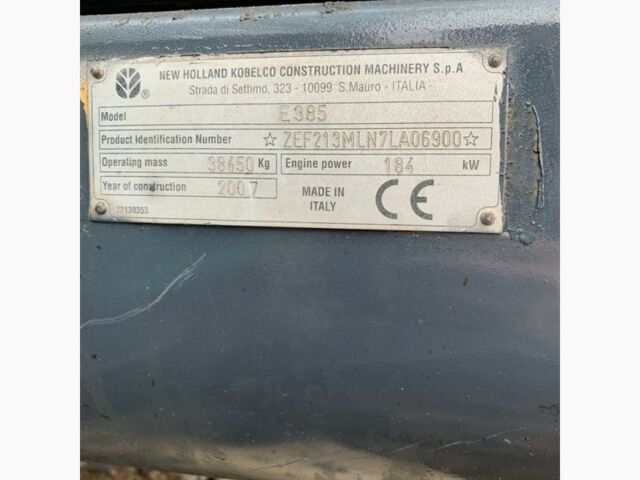 NEW HOLLAND KOBELCO CONSTRUCTION MACHINERY S.p.A
Strada di Settimo, 323 - 10099 S.Mauro - ITALIA -
®
Model E385
Product Identification Number ☆ ZEF213MLN7LA06900 ☆
Operating mass 38450 Kg Engine power 184 kW
Year of construction 2007
MADE IN
ITALY
CE
72138353